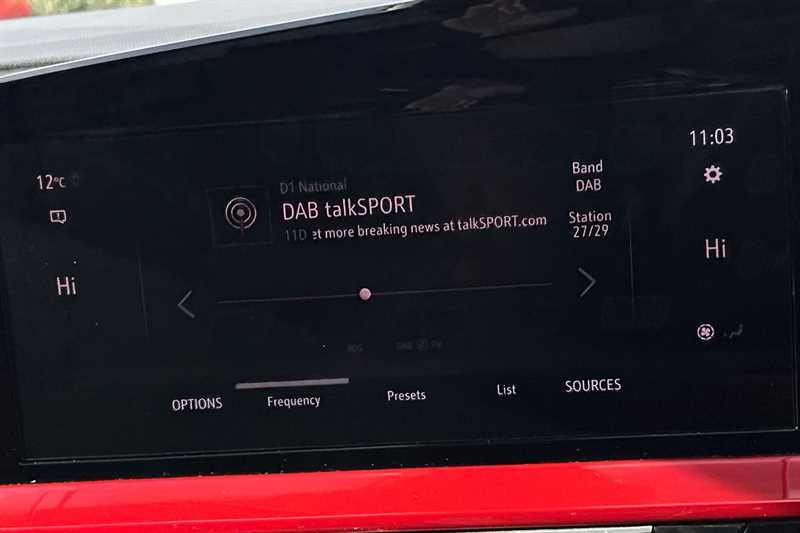 11:03
12°C
D1 National
DAB talkSPORT
11D et more breaking news at talkSPORT.com
Band
DAB
Station
27/29
Hi
Hi
OPTIONS
Frequency
Presets
List
SOURCES